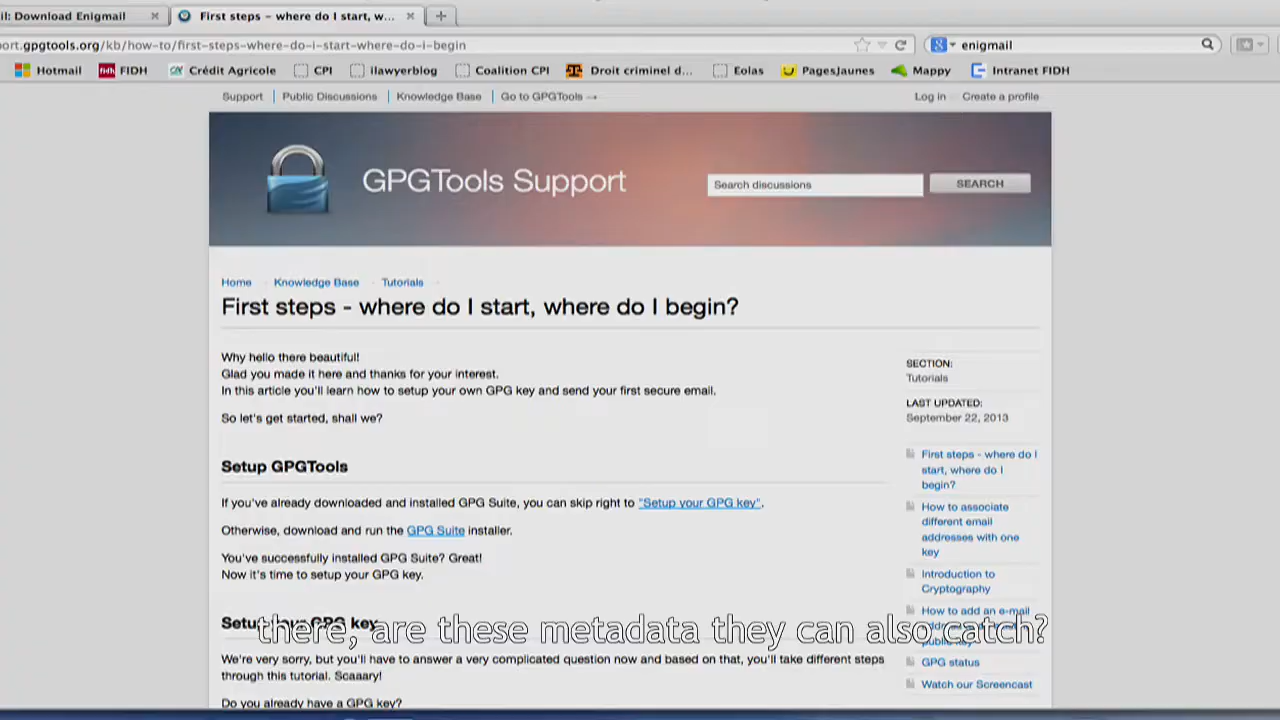 il: Download Enigmail
First steps – where do I start, w...
ort.gpgtools.org/kb/how-to/first-steps-where-do-i-start-where-do-i-begin
enigmail
Hotmail
FIDH
Crédit Agricole
CPI
ilawyerblog
Coalition CPI
Droit criminel d...
Eolas
PagesJaunes
Mappy
Intranet FIDH
Support
Public Discussions
Knowledge Base
Go to GPGTools →
Log in
Create a profile
GPGTools Support
Search discussions
SEARCH
Home
Knowledge Base
Tutorials
First steps - where do I start, where do I begin?
Why hello there beautiful!
Glad you made it here and thanks for your interest.
In this article you'll learn how to setup your own GPG key and send your first secure email.
So let's get started, shall we?
Setup GPGTools
If you've already downloaded and installed GPG Suite, you can skip right to "Setup your GPG key".
Otherwise, download and run the GPG Suite installer.
You've successfully installed GPG Suite? Great!
Now it's time to setup your GPG key.
Setup your GPG key
We're very sorry, but you'll have to answer a very complicated question now and based on that, you'll take different steps
through this tutorial. Scaaary!
Do you already have a GPG key?
SECTION:
Tutorials
LAST UPDATED:
September 22, 2013
First steps - where do I
start, where do I
begin?
How to associate
different email
addresses with one
key
Introduction to
Cryptography
How to add an e-mail
public key
GPG status
Watch our Screencast
there, are these metadata they can also catch?